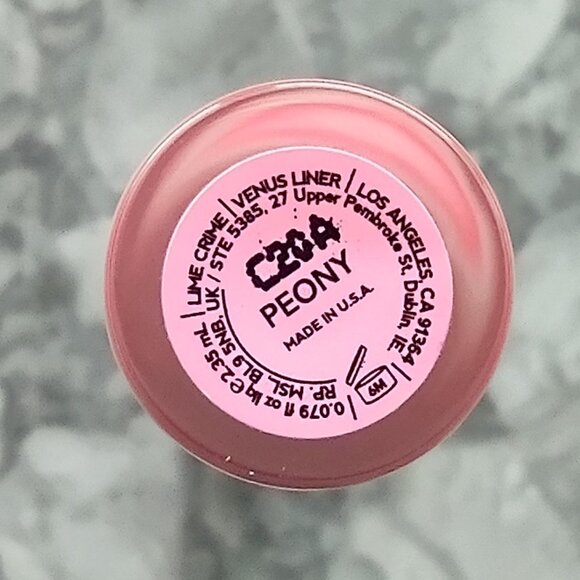 LIME CRIME | VENUS LINER | LOS ANGELES, CA 91364
UK / STE 5385, 27 Upper Pembroke St, Dublin, IE
C20A
PEONY
MADE IN U.S.A.
6M
RP. MSL. BL9 5NB.
| 0.079 fl oz liq ℮ 2.35 mL |